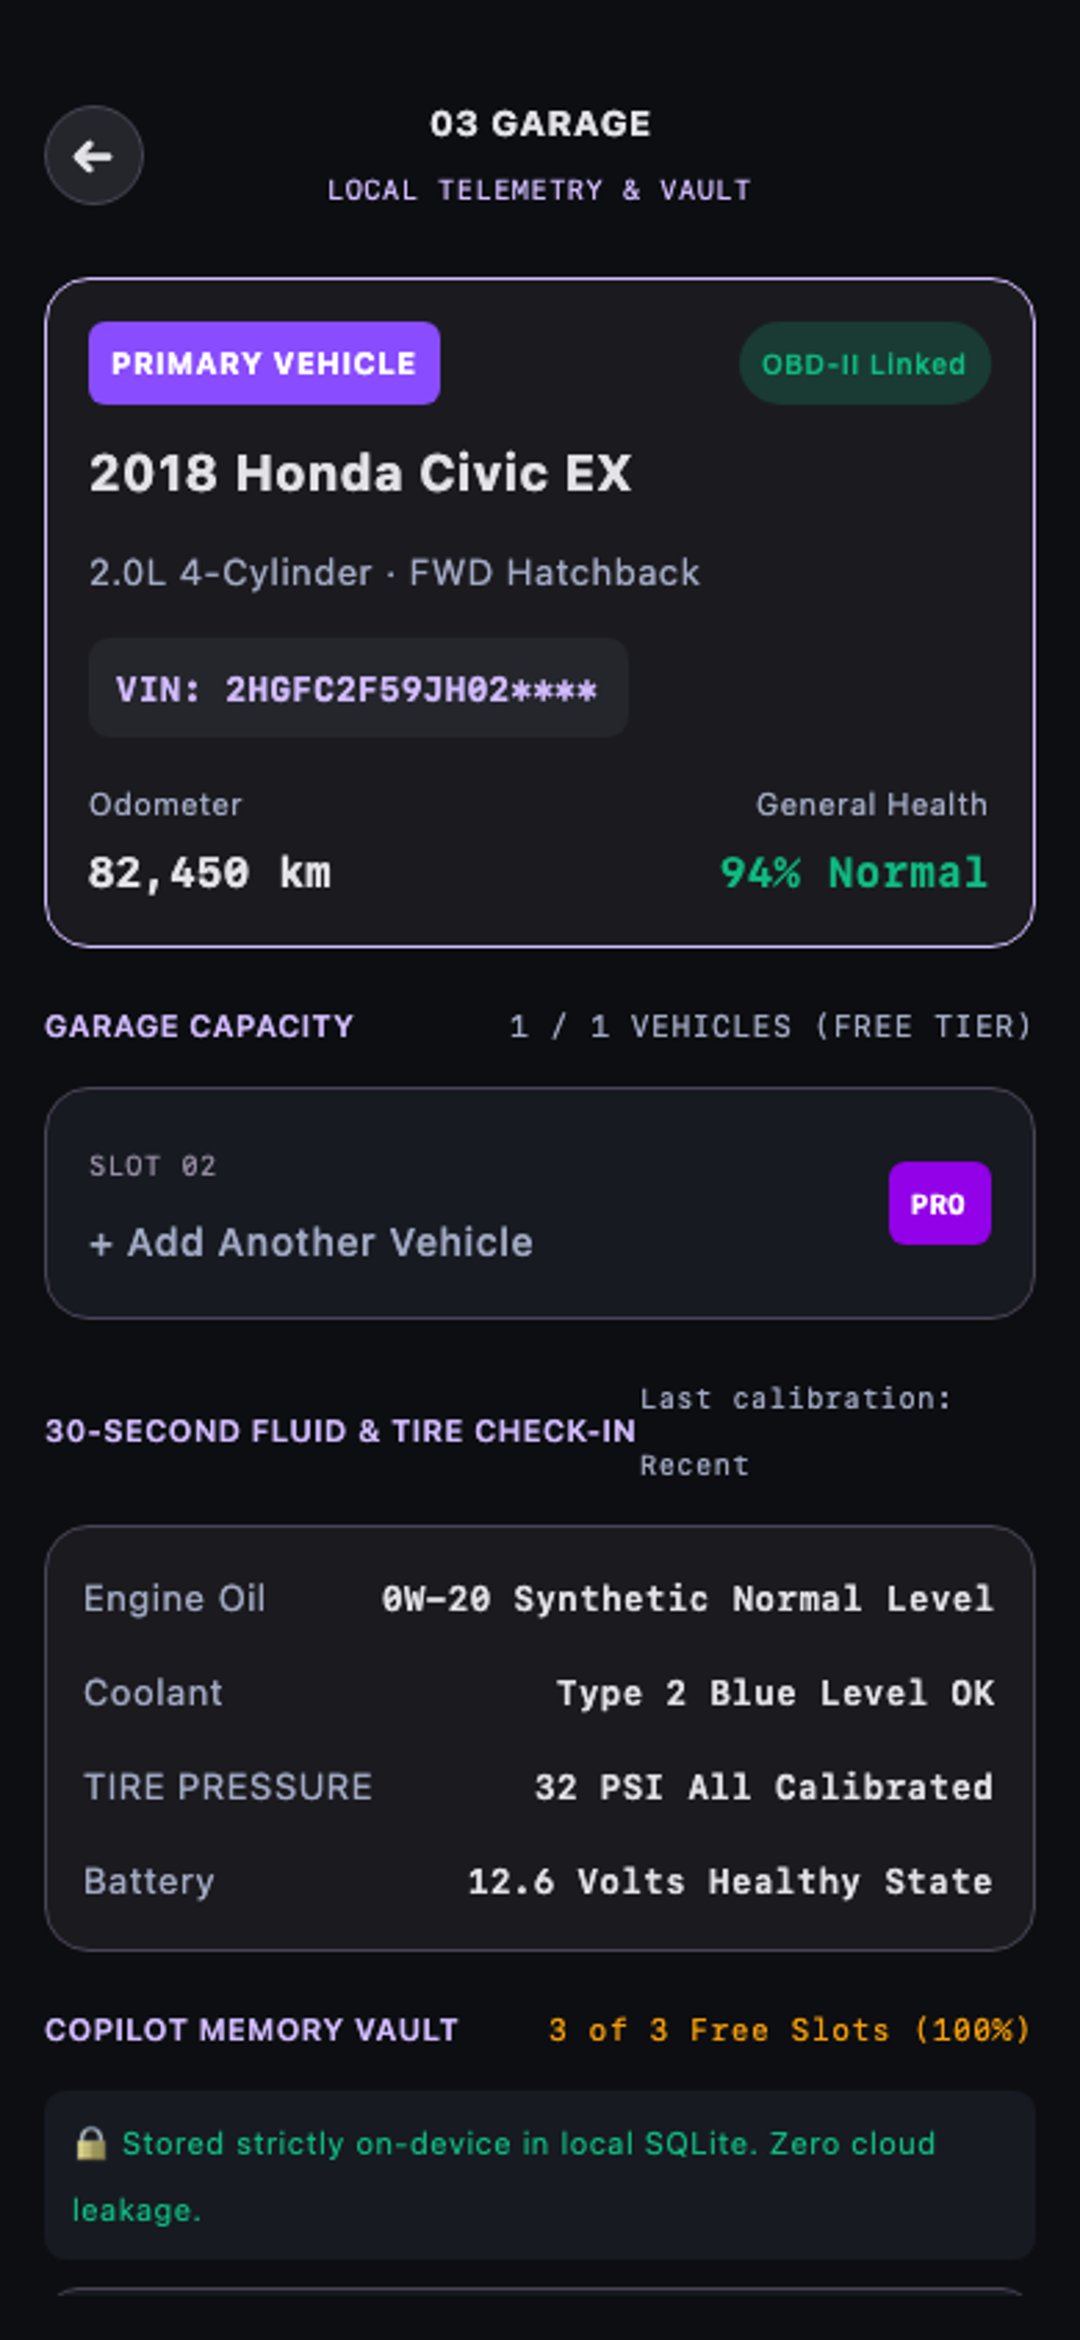 03 GARAGE
LOCAL TELEMETRY & VAULT
PRIMARY VEHICLE
OBD-II Linked
2018 Honda Civic EX
2.0L 4-Cylinder · FWD Hatchback
VIN: 2HGFC2F59JH02****
Odometer
General Health
82,450 km
94% Normal
GARAGE CAPACITY
1 / 1 VEHICLES (FREE TIER)
SLOT 02
+ Add Another Vehicle
PRO
30-SECOND FLUID & TIRE CHECK-IN
Last calibration:
Recent
Engine Oil
0W-20 Synthetic Normal Level
Coolant
Type 2 Blue Level OK
TIRE PRESSURE
32 PSI All Calibrated
Battery
12.6 Volts Healthy State
COPILOT MEMORY VAULT
3 of 3 Free Slots (100%)
🔒 Stored strictly on-device in local SQLite. Zero cloud
leakage.